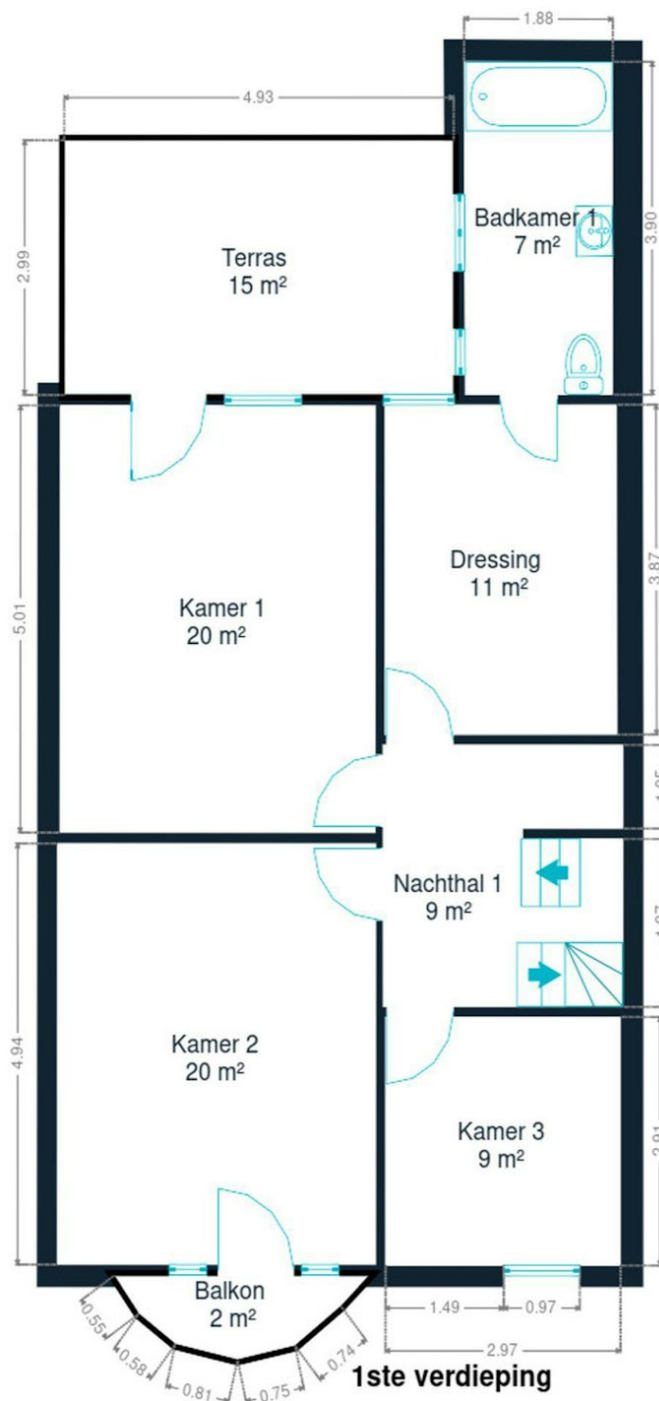 1.88
4.93
Badkamer 1
7 m²
3.90
Terras
15 m²
2.99
Dressing
11 m²
3.87
Kamer 1
20 m²
5.01
Nachthal 1
9 m²
Kamer 2
20 m²
4.94
Kamer 3
9 m²
Balkon
2 m²
0.55
0.58
0.81
0.75
0.74
1.49
0.97
2.97
1ste verdieping